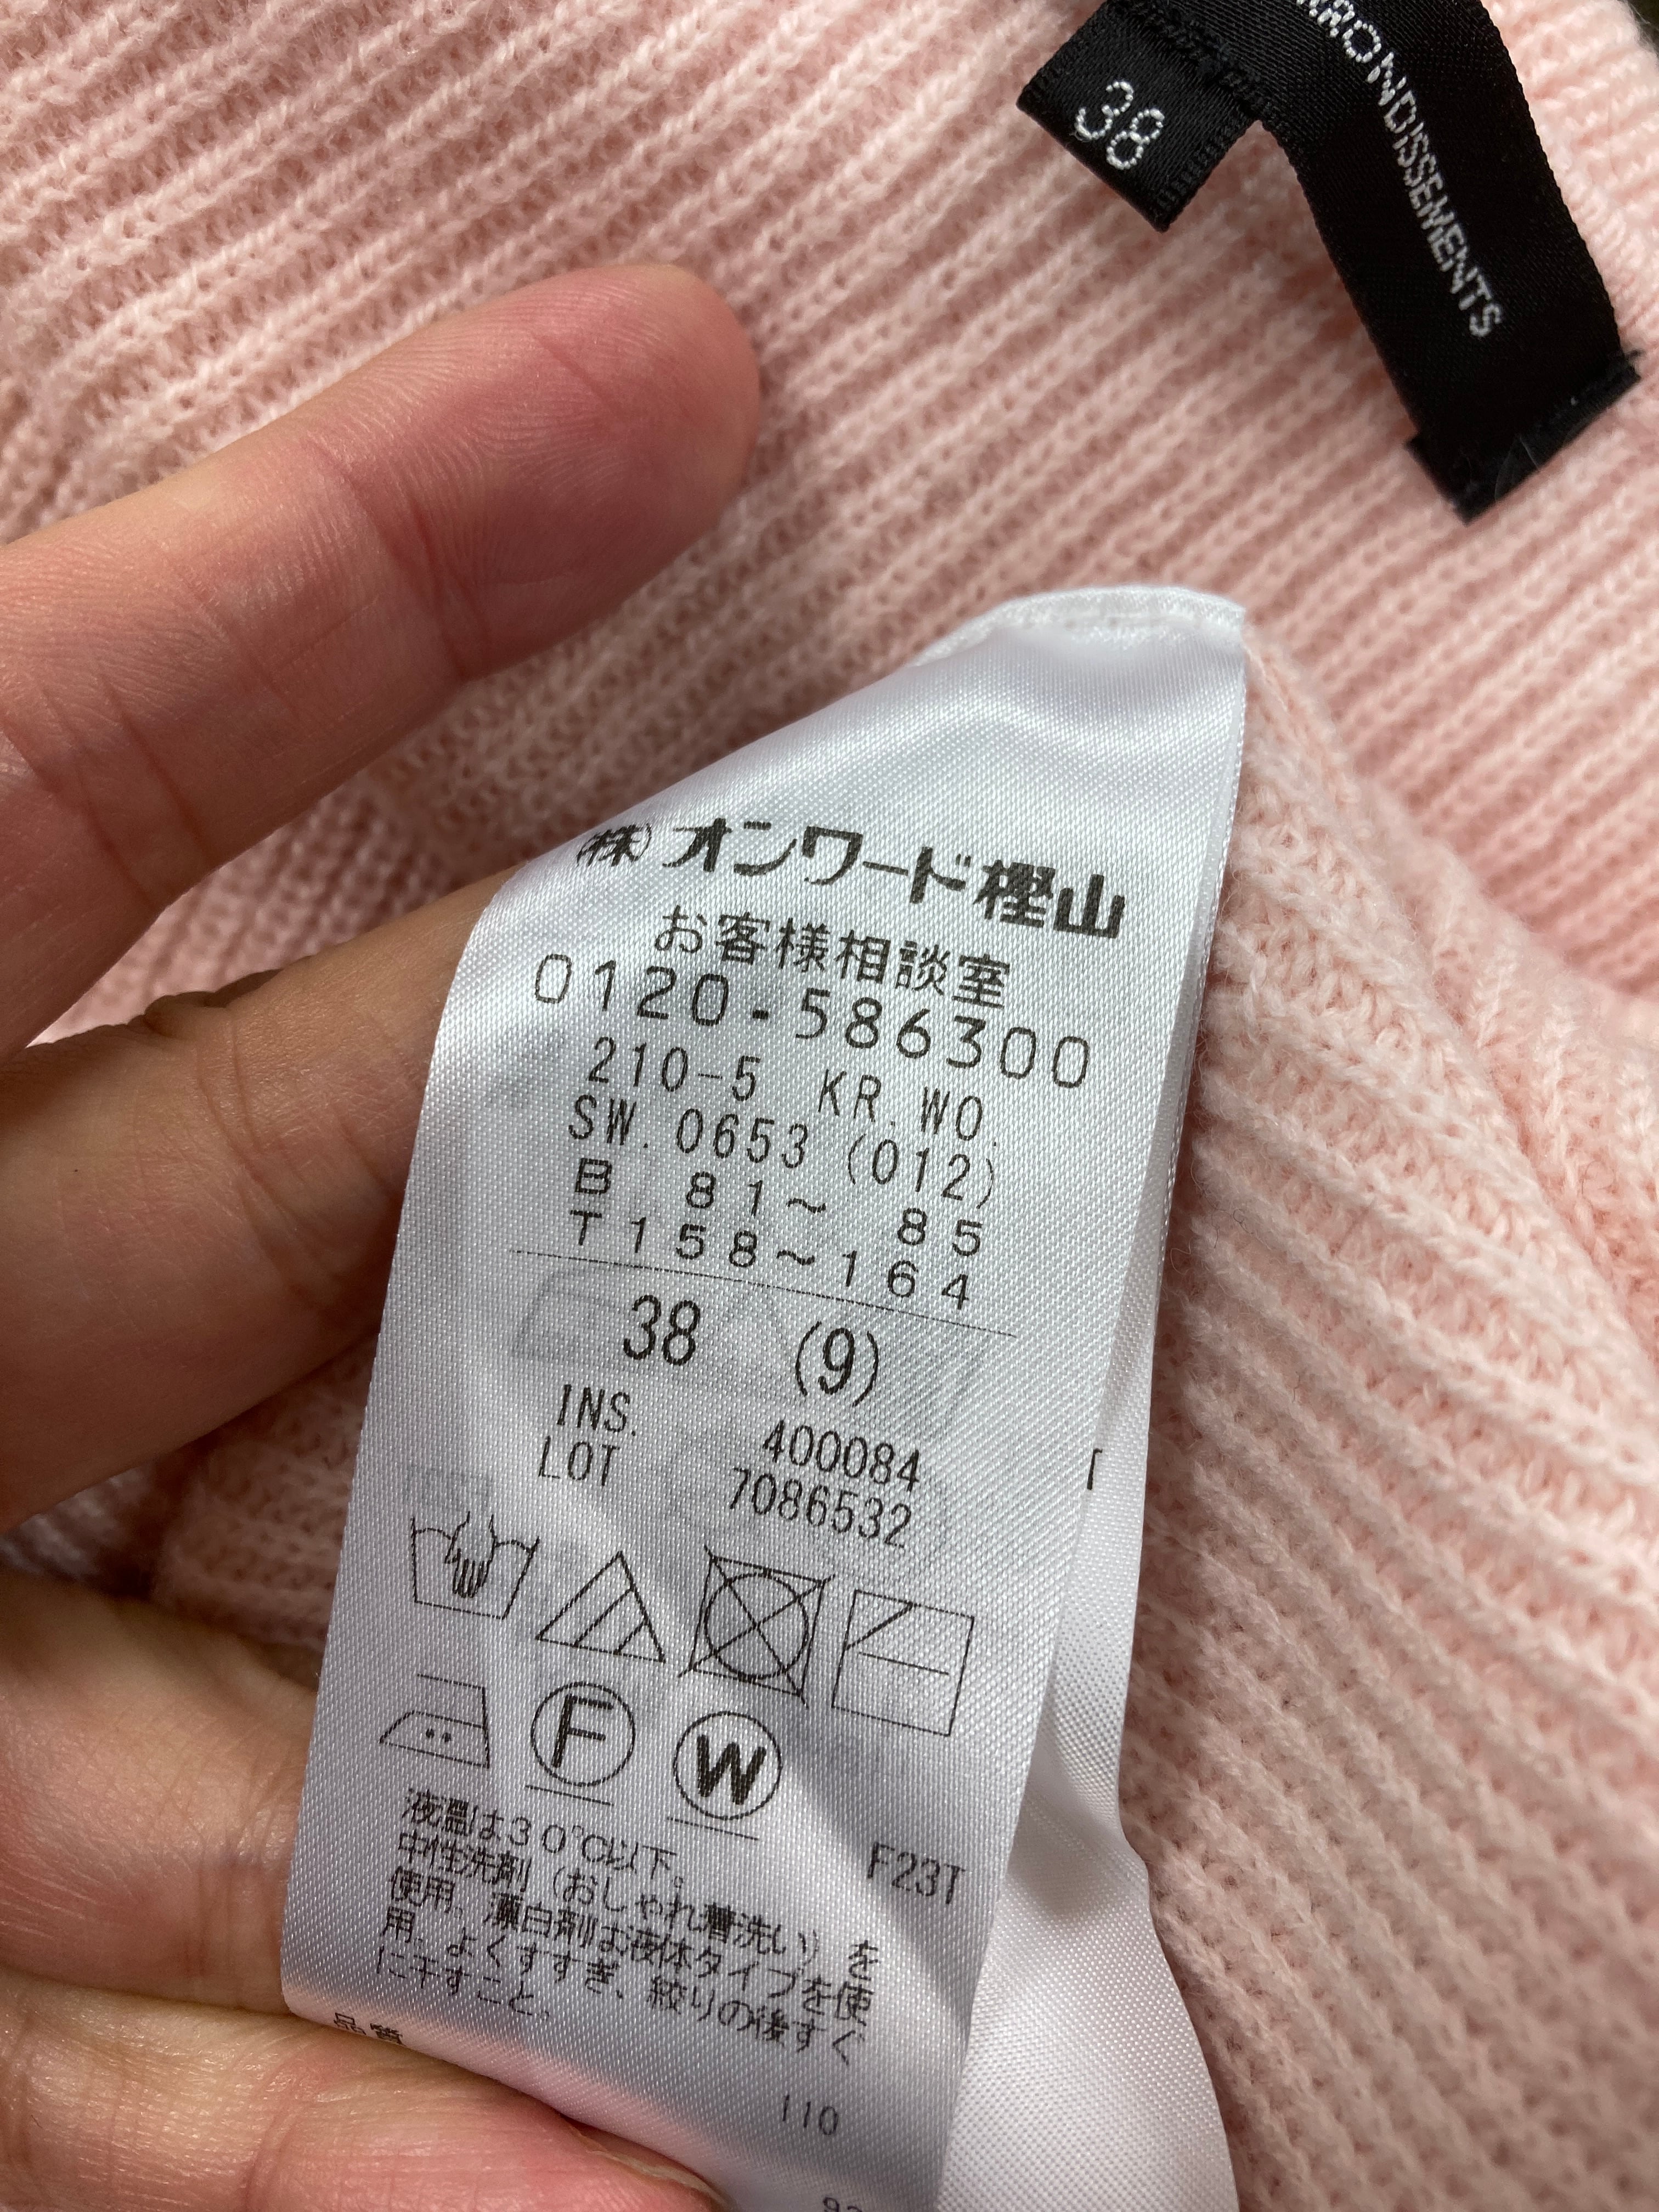 38
RRONDISSEMENTS
(株)オンワード樫山
お客様相談室
0120-586300
210-5 KR.WO.
SW.0653(012)
B 81~ 85
T158~164
38 (9)
INS. 400084
LOT 7086532
F
W
液温は30℃以下。
F23T
中性洗剤(おしゃれ着洗い)を
使用、漂白剤は液体タイプを使
用、よくすすぎ、絞りの後すぐ
に干すこと。
品質
110